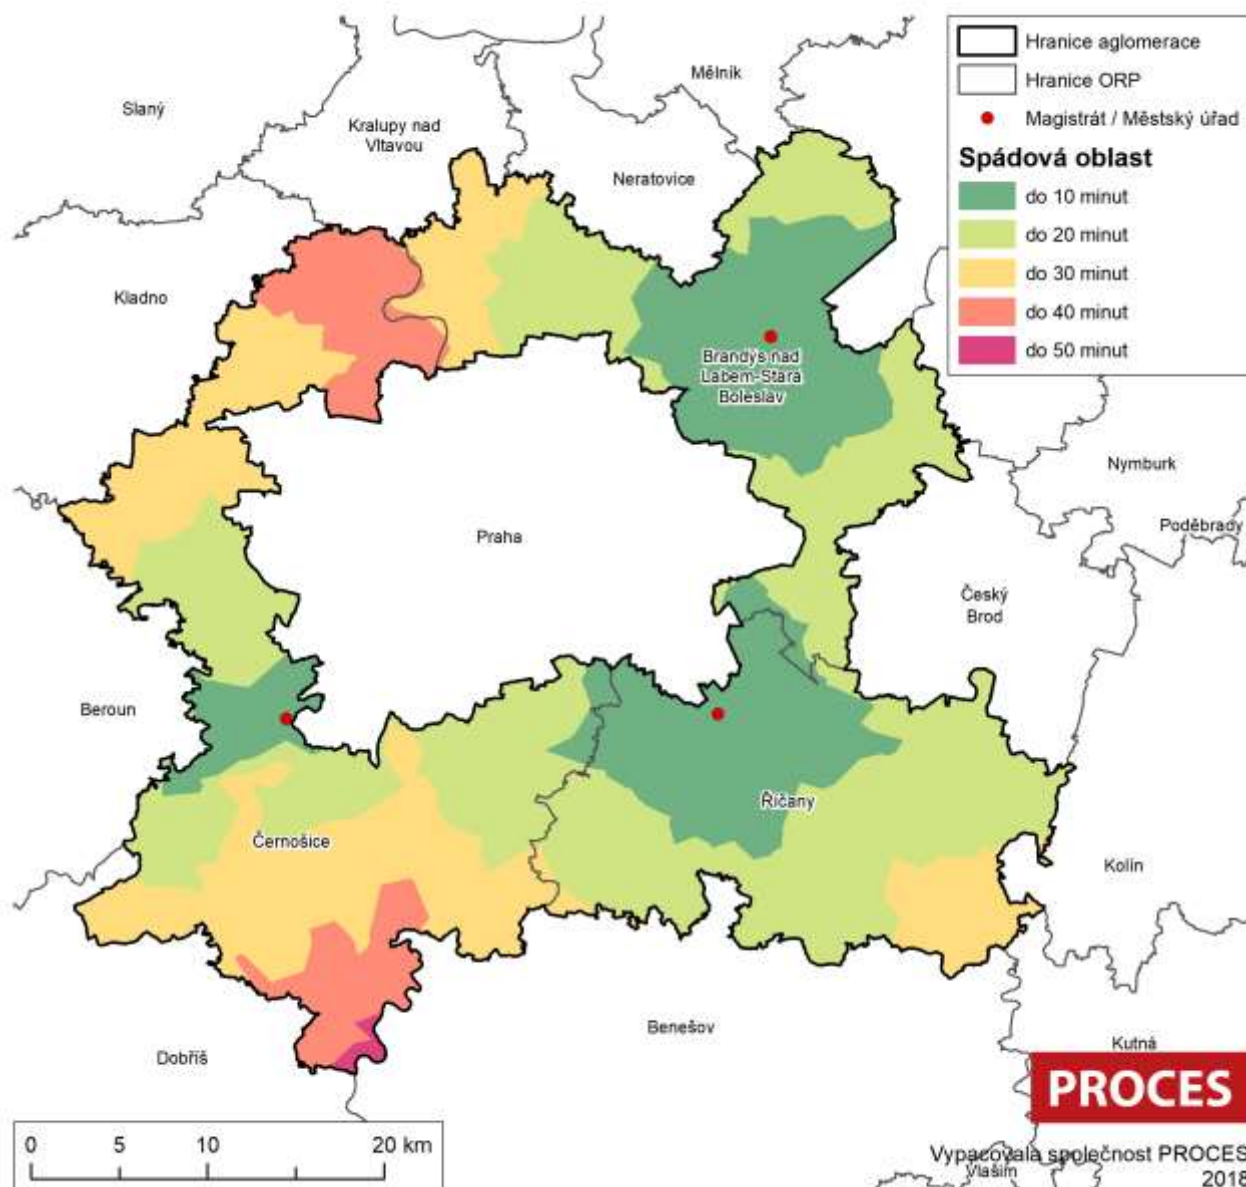 Hranice aglomerace
Hranice ORP
Magistrát / Městský úřad
Spádová oblast
do 10 minut
do 20 minut
do 30 minut
do 40 minut
do 50 minut
Mělník
Slaný
Kralupy nad
Vltavou
Neratovice
Kladno
Brandýs nad
Labem-Stará
Boleslav
Nymburk
Poděbrady
Praha
Český
Brod
Beroun
Říčany
Černošice
Kolín
Benešov
Kutná
Dobříš
PROCES
0 5 10 20 km
Vypacovala společnost PROCES
2018
Vlašim